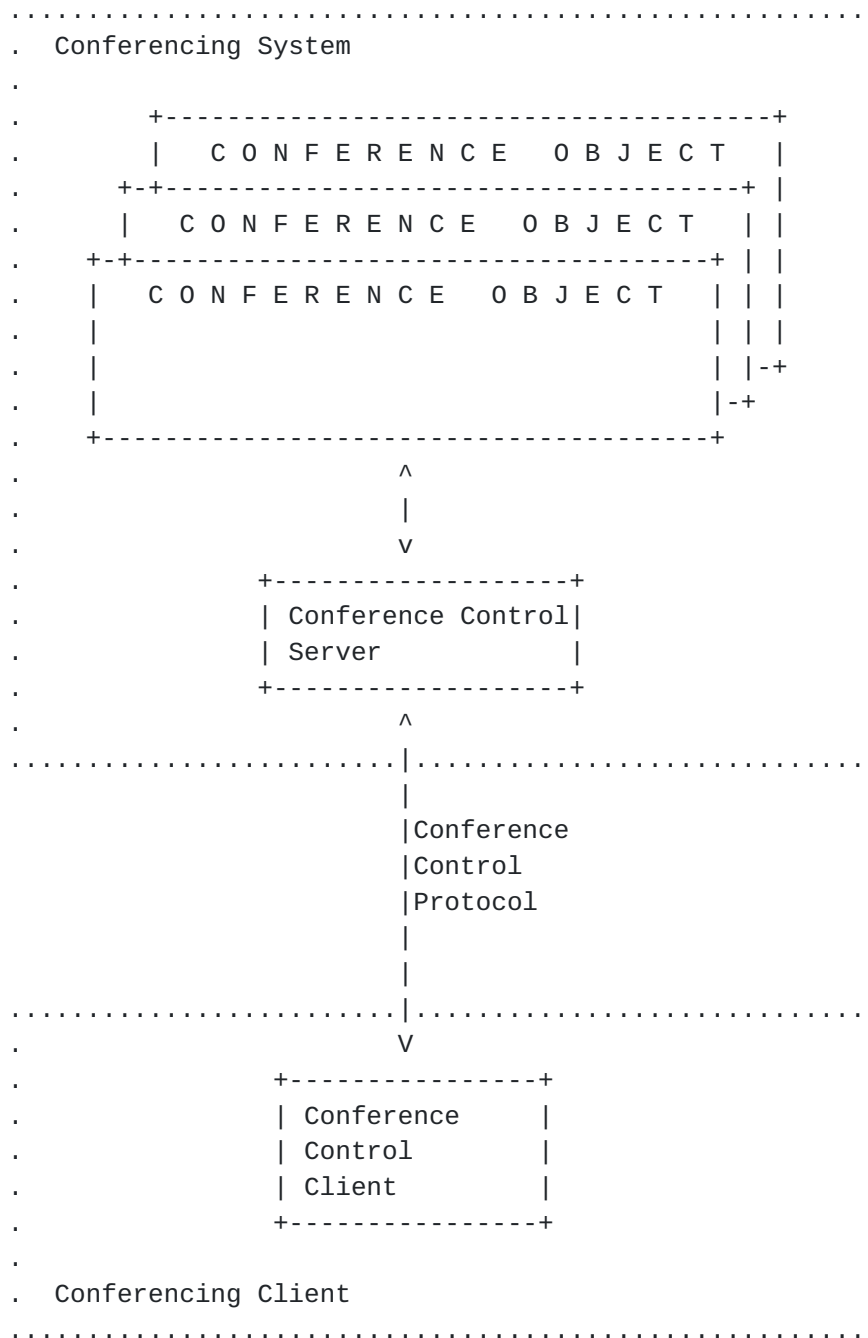 Conferencing System
C O N F E R E N C E   O B J E C T
C O N F E R E N C E   O B J E C T
C O N F E R E N C E   O B J E C T
Conference Control
Server
Conference
Control
Protocol
Conference
Control
Client
Conferencing Client